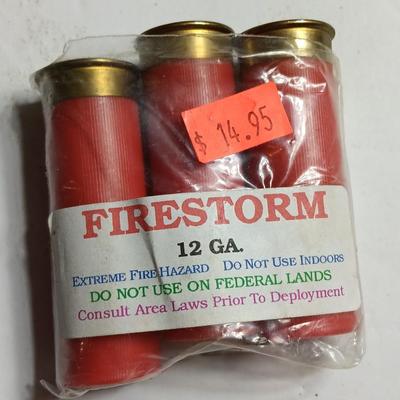 $ 14.95
FIRESTORM
12 GA.
EXTREME FIRE HAZARD DO NOT USE INDOORS
DO NOT USE ON FEDERAL LANDS
Consult Area Laws Prior To Deployment